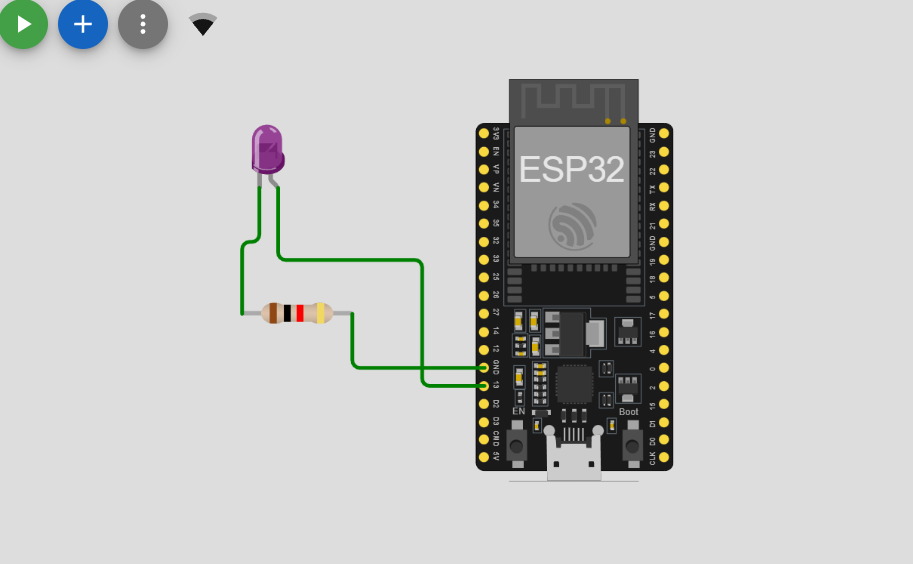 ESP32
3V3
EN
VP
VN
34
35
32
33
25
26
27
14
12
GND
13
D2
D3
CMD
5V
GND
23
22
TX
RX
21
GND
19
18
5
17
16
4
0
2
15
D1
D0
CLK
EN
Boot